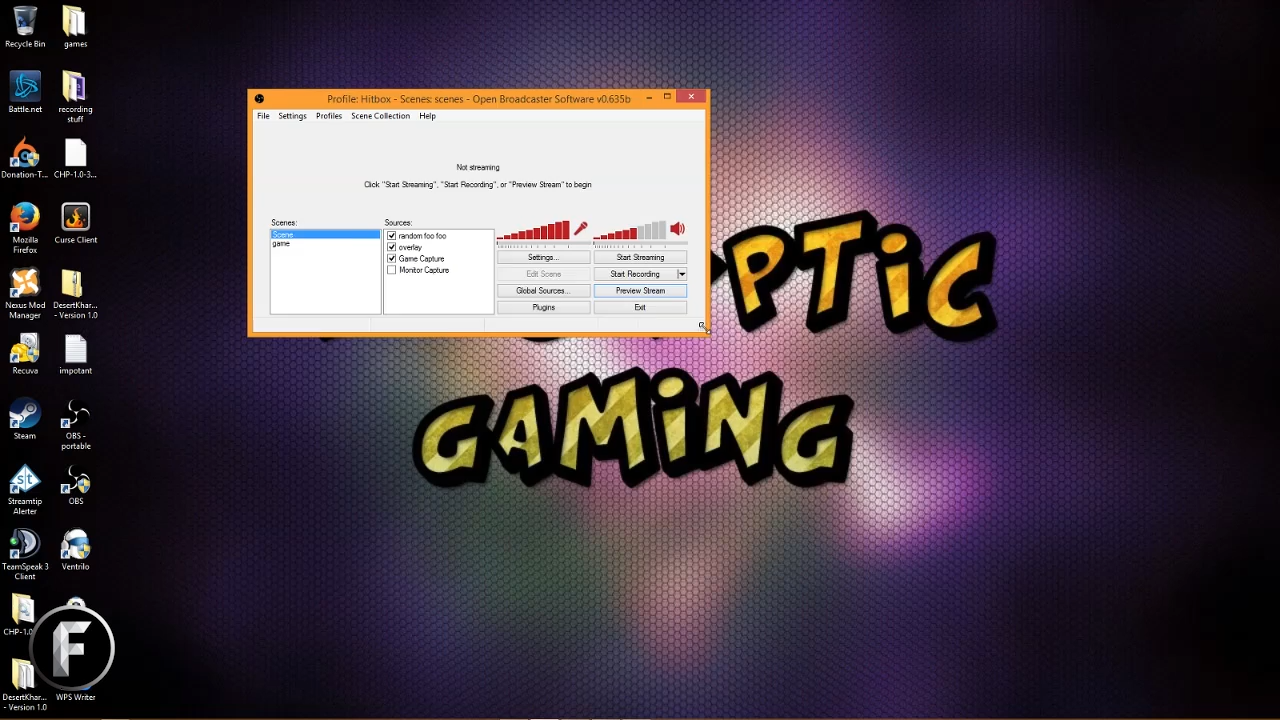 Recycle Bin
games
Battle.net
recording
stuff
Donation-T...
CHP-1.0-3...
Mozilla
Firefox
Curse Client
Nexus Mod
Manager
DesertKhar...
- Version 1.0
Recuva
impotant
Steam
OBS -
portable
Streamtip
Alerter
OBS
TeamSpeak 3
Client
Ventrilo
CHP-1.0
F
DesertKhar...
- Version 1.0
WPS Writer
Profile: Hitbox - Scenes: scenes - Open Broadcaster Software v0.635b
File Settings Profiles Scene Collection Help
Not streaming
Click "Start Streaming", "Start Recording", or "Preview Stream" to begin
Scenes:
Scene
game
Sources:
random foo foo
overlay
Game Capture
Monitor Capture
Settings...
Start Streaming
Edit Scene
Start Recording
Global Sources...
Preview Stream
Plugins
Exit
PTiC
GAMiNG